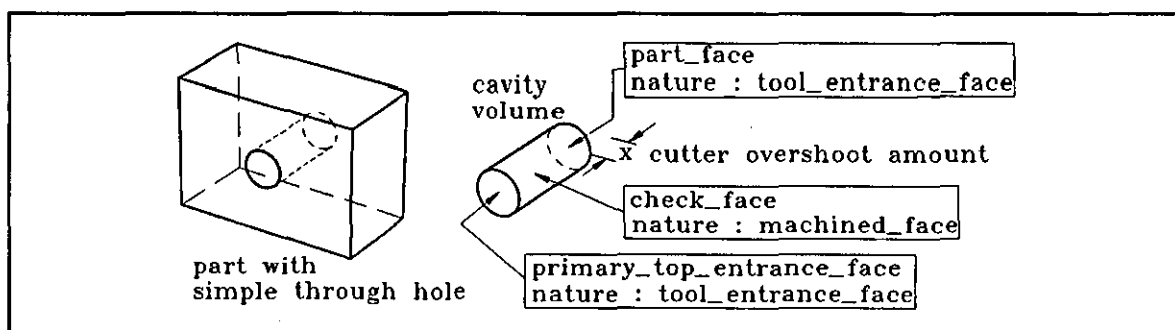 part_face
nature : tool_entrance_face
cavity
volume
x cutter overshoot amount
check_face
nature : machined_face
part with
simple through hole
primary_top_entrance_face
nature : tool_entrance_face